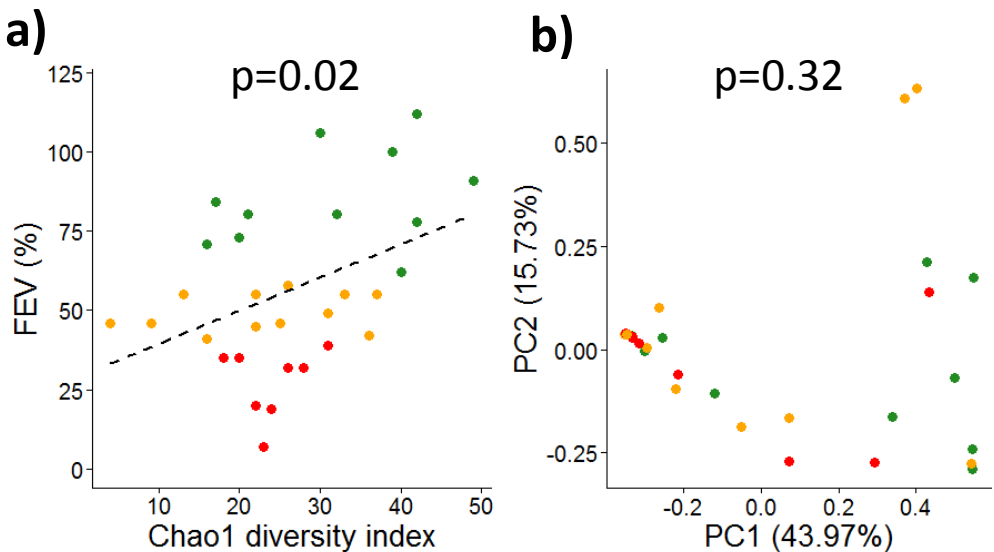 a)
p=0.02
FEV (%)
125
100
75
50
25
0
10 20 30 40 50
Chao1 diversity index
b)
p=0.32
PC2 (15.73%)
0.50
0.25
0.00
-0.25
-0.2 0.0 0.2 0.4
PC1 (43.97%)